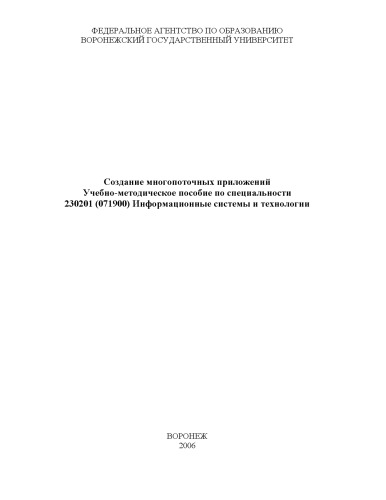 ФЕДЕРАЛЬНОЕ АГЕНТСТВО ПО ОБРАЗОВАНИЮ
ВОРОНЕЖСКИЙ ГОСУДАРСТВЕННЫЙ УНИВЕРСИТЕТ
Создание многопоточных приложений
Учебно-методическое пособие по специальности
230201 (071900) Информационные системы и технологии
ВОРОНЕЖ
2006